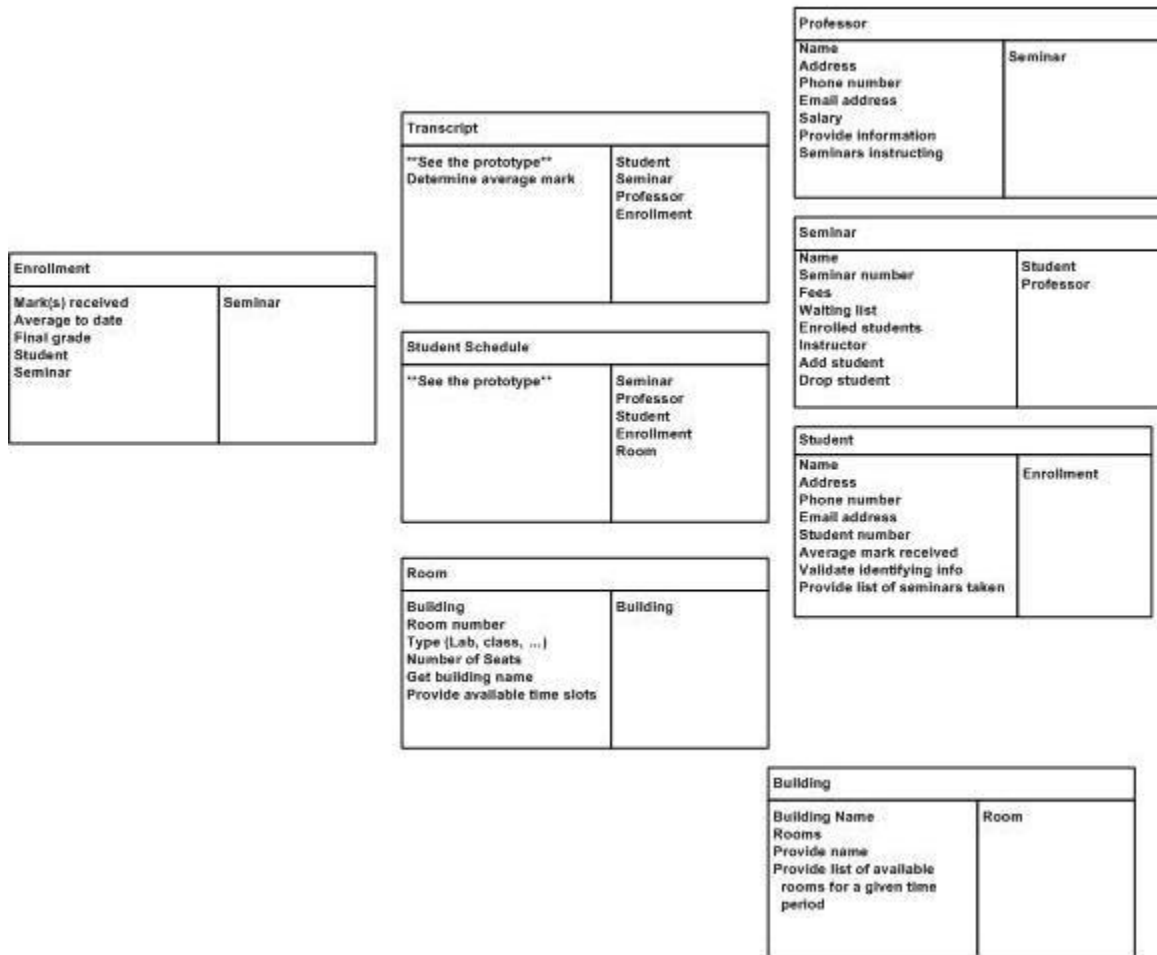 Professor
Name
Address
Phone number
Email address
Salary
Provide information
Seminars instructing
Seminar
Transcript
**See the prototype**
Determine average mark
Student
Seminar
Professor
Enrollment
Seminar
Name
Seminar number
Fees
Waiting list
Enrolled students
Instructor
Add student
Drop student
Student
Professor
Enrollment
Mark(s) received
Average to date
Final grade
Student
Seminar
Seminar
Student Schedule
**See the prototype**
Seminar
Professor
Student
Enrollment
Room
Student
Name
Address
Phone number
Email address
Student number
Average mark received
Validate identifying info
Provide list of seminars taken
Enrollment
Room
Building
Room number
Type (Lab, class, ...)
Number of Seats
Get building name
Provide available time slots
Building
Building
Building Name
Rooms
Provide name
Provide list of available
rooms for a given time
period
Room